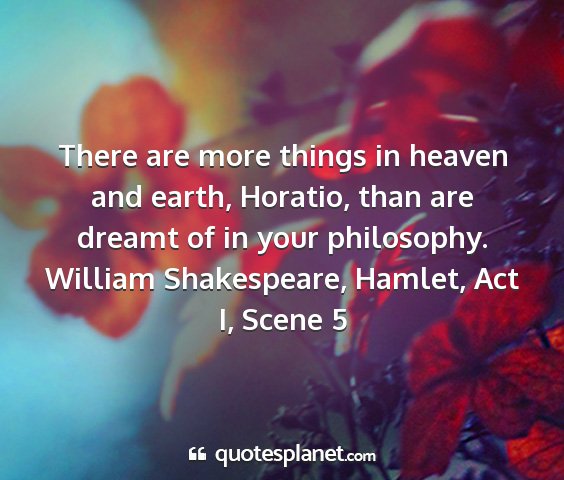 There are more things in heaven
and earth, Horatio, than are
dreamt of in your philosophy.
William Shakespeare, Hamlet, Act
I, Scene 5
❝ quotesplanet.com